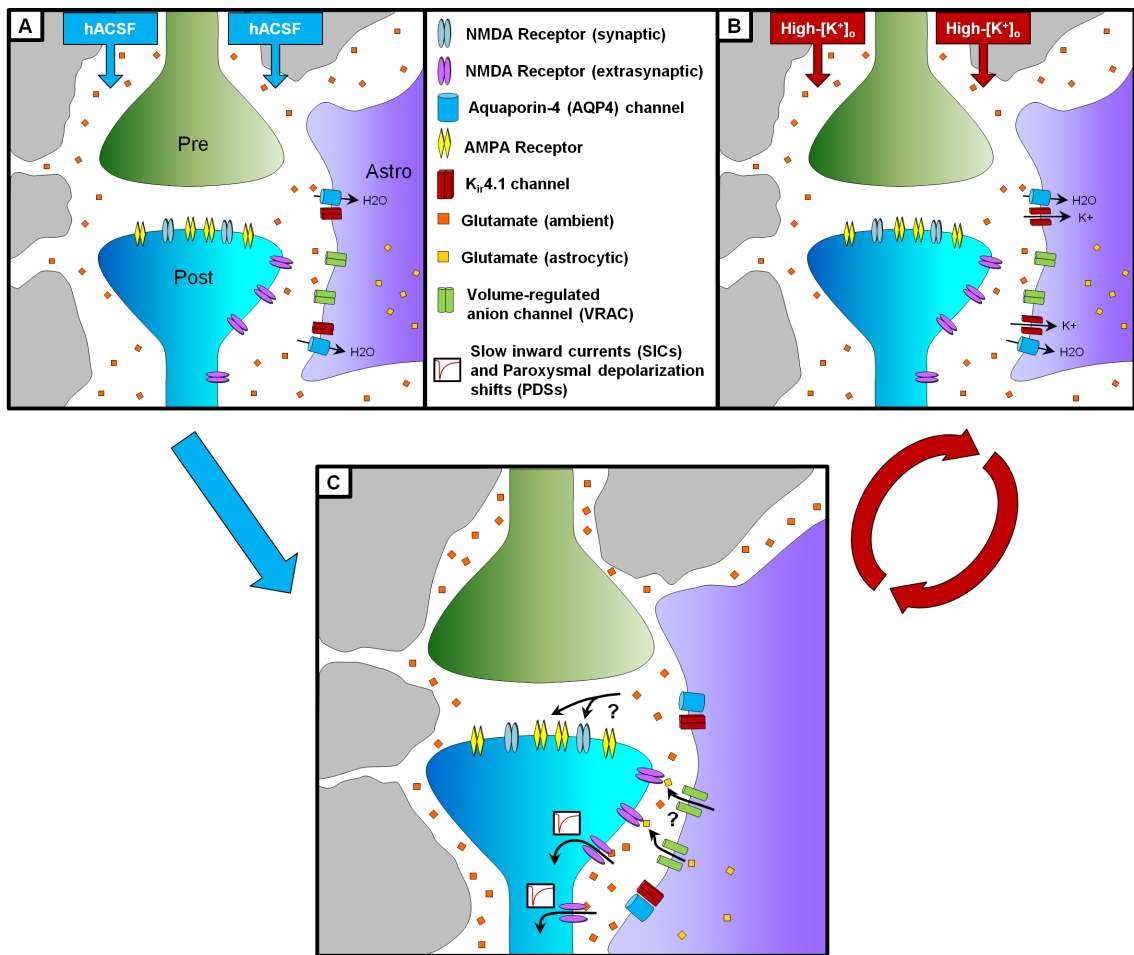 A
hACSF
hACSF
Pre
Astro
H2O
Post
H2O
NMDA Receptor (synaptic)
NMDA Receptor (extrasynaptic)
Aquaporin-4 (AQP4) channel
AMPA Receptor
Kir4.1 channel
Glutamate (ambient)
Glutamate (astrocytic)
Volume-regulated
anion channel (VRAC)
Slow inward currents (SICs)
and Paroxysmal depolarization
shifts (PDSs)
B
High-[K+]o
High-[K+]o
H2O
K+
K+
H2O
C
?
?